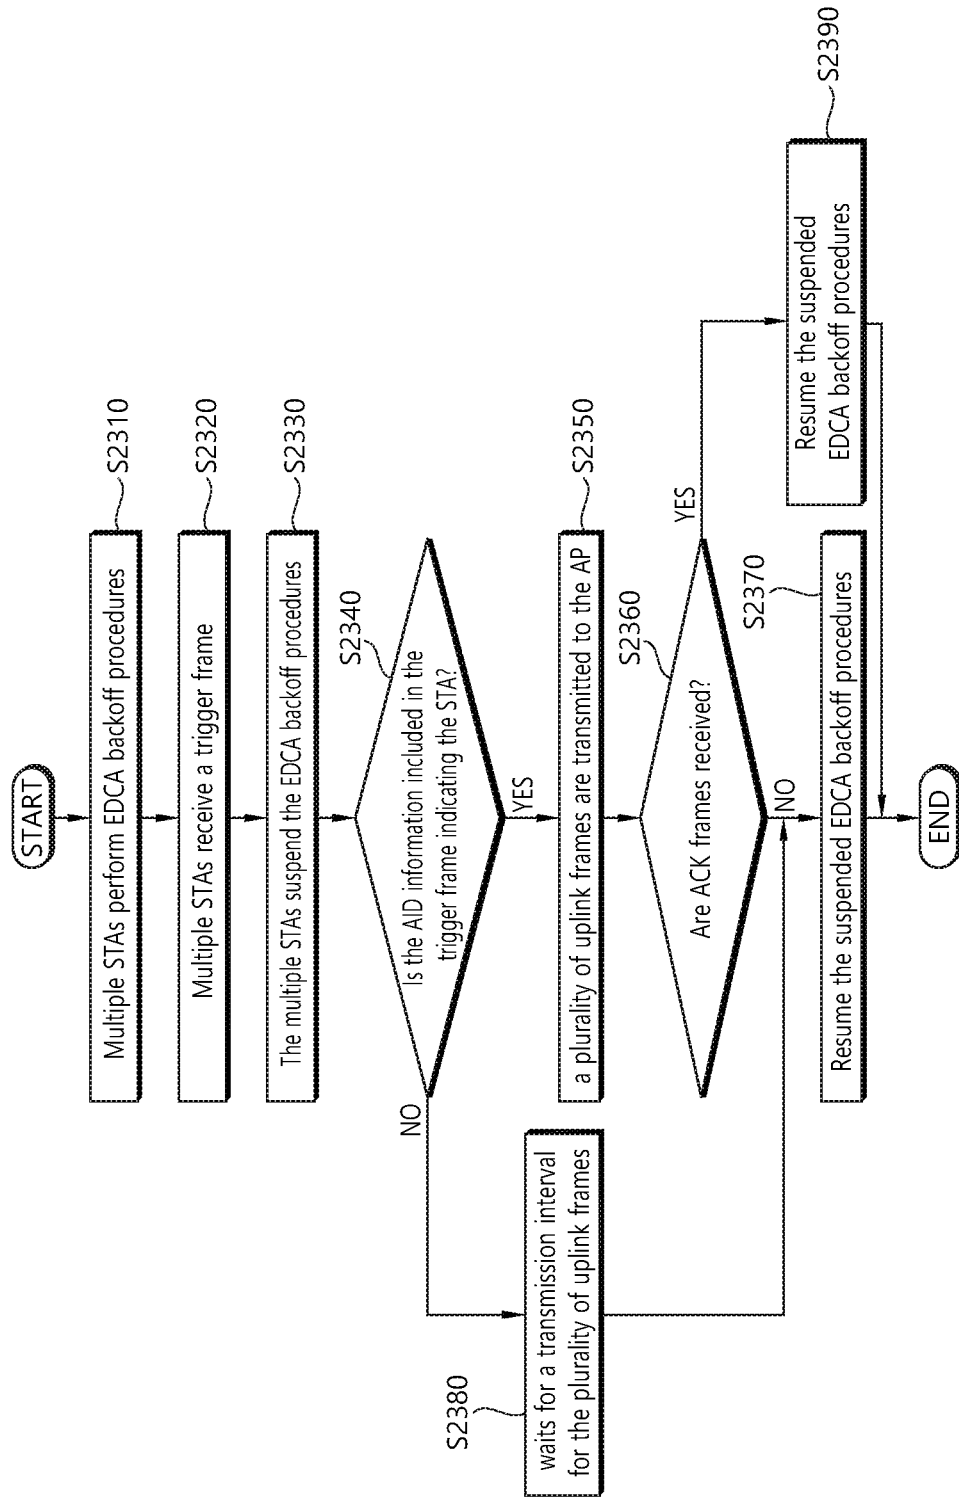 START
Multiple STAs perform EDCA backoff procedures
S2310
Multiple STAs receive a trigger frame
S2320
The multiple STAs suspend the EDCA backoff procedures
S2330
S2340
Is the AID information included in the
trigger frame indicating the STA?
NO
YES
waits for a transmission interval
for the plurality of uplink frames
S2380
a plurality of uplink frames are transmitted to the AP
S2350
S2360
Are ACK frames received?
YES
NO
Resume the suspended EDCA backoff procedures
S2370
Resume the suspended
EDCA backoff procedures
S2390
END